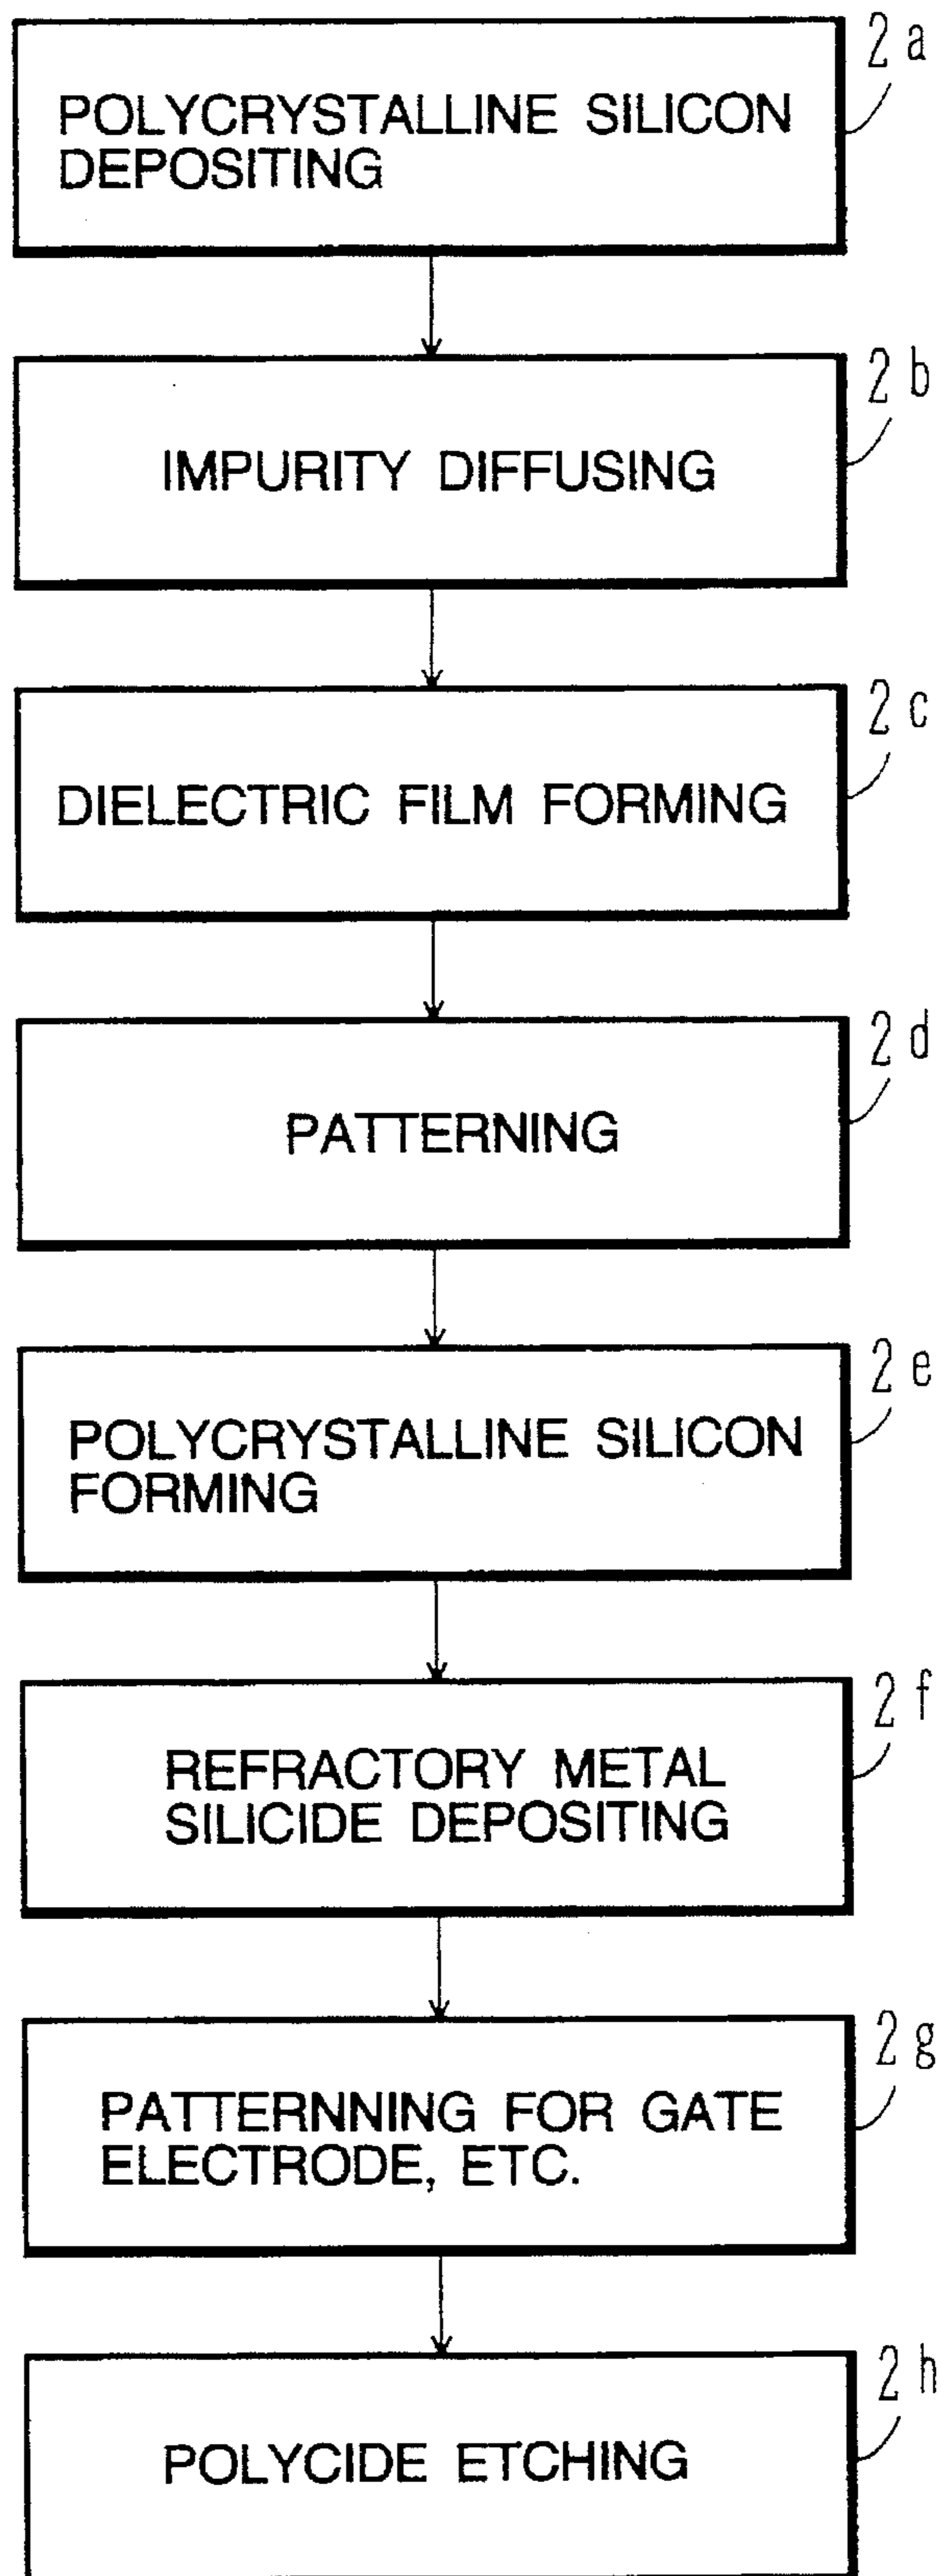 2a
POLYCRYSTALLINE SILICON
DEPOSITING
2b
IMPURITY DIFFUSING
2c
DIELECTRIC FILM FORMING
2d
PATTERNING
2e
POLYCRYSTALLINE SILICON
FORMING
2f
REFRACTORY METAL
SILICIDE DEPOSITING
2g
PATTERNNING FOR GATE
ELECTRODE, ETC.
2h
POLYCIDE ETCHING